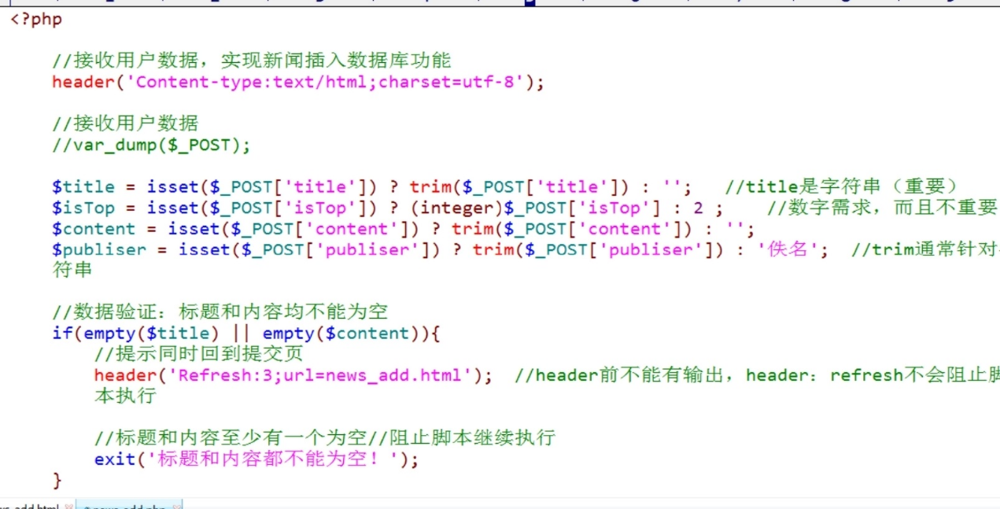 <?php
//接收用户数据，实现新闻插入数据库功能
header('Content-type:text/html;charset=utf-8');
//接收用户数据
//var_dump($_POST);
$title = isset($_POST['title']) ? trim($_POST['title']) : ''; //title是字符串（重要）
$isTop = isset($_POST['isTop']) ? (integer)$_POST['isTop'] : 2 ; //数字需求，而且不重要
$content = isset($_POST['content']) ? trim($_POST['content']) : '';
$publiser = isset($_POST['publiser']) ? trim($_POST['publiser']) : '佚名'; //trim通常针对
符串
//数据验证：标题和内容均不能为空
if(empty($title) || empty($content)){
//提示同时回到提交页
header('Refresh:3;url=news_add.html'); //header前不能有输出，header：refresh不会阻止脚
本执行
//标题和内容至少有一个为空//阻止脚本继续执行
exit('标题和内容都不能为空！');
}